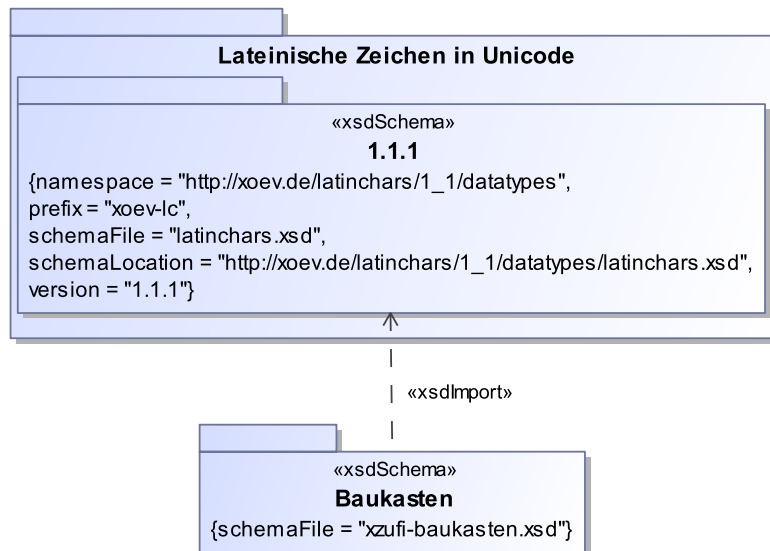 Lateinische Zeichen in Unicode
«xsdSchema»
1.1.1
{namespace = "http://xoev.de/latinchars/1_1/datatypes",
prefix = "xoev-lc",
schemaFile = "latinchars.xsd",
schemaLocation = "http://xoev.de/latinchars/1_1/datatypes/latinchars.xsd",
version = "1.1.1"}
«xsdImport»
«xsdSchema»
Baukasten
{schemaFile = "xzufi-baukasten.xsd"}